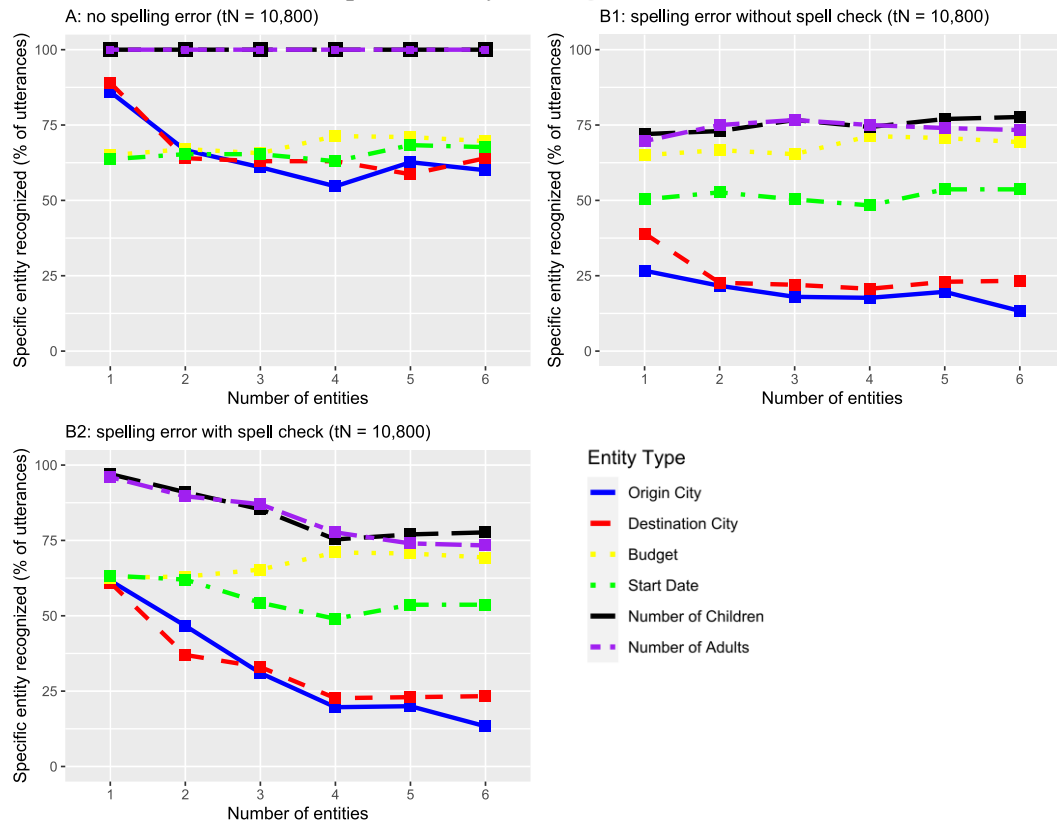 A: no spelling error (tN = 10,800)
Specific entity recognized (% of utterances)
100
75
50
25
0
1 2 3 4 5 6
Number of entities
B1: spelling error without spell check (tN = 10,800)
Specific entity recognized (% of utterances)
100
75
50
25
0
1 2 3 4 5 6
Number of entities
B2: spelling error with spell check (tN = 10,800)
Specific entity recognized (% of utterances)
100
75
50
25
0
1 2 3 4 5 6
Number of entities
Entity Type
Origin City
Destination City
Budget
Start Date
Number of Children
Number of Adults